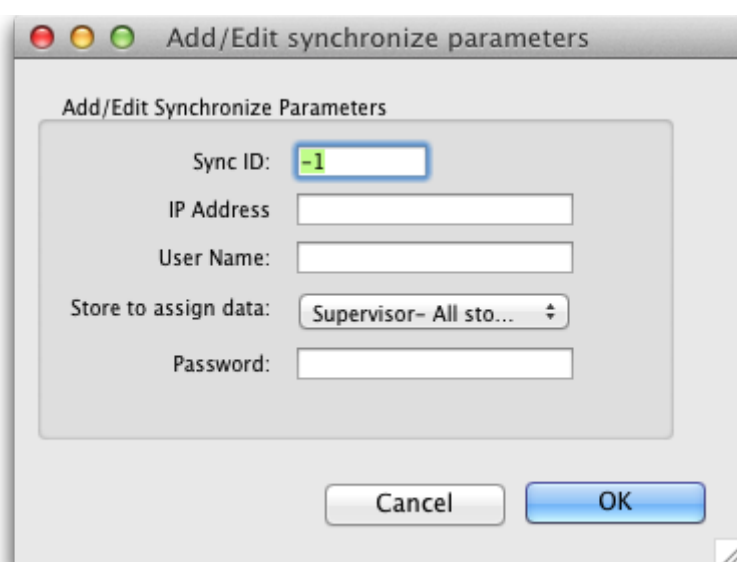 Add/Edit synchronize parameters
Add/Edit Synchronize Parameters
Sync ID: -1
IP Address
User Name:
Store to assign data: Supervisor- All sto...
Password:
Cancel OK